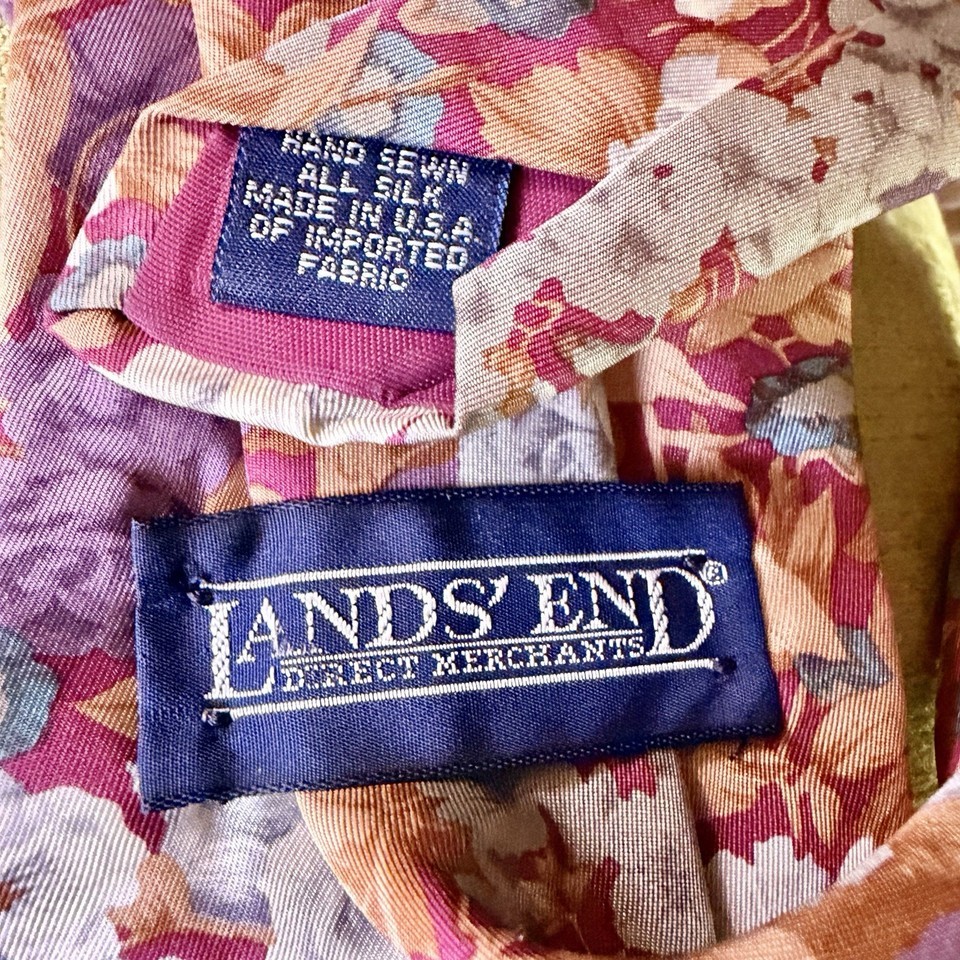 HAND SEWN
ALL SILK
MADE IN U.S.A.
OF IMPORTED
FABRIC
LANDS' END®
DIRECT MERCHANTS